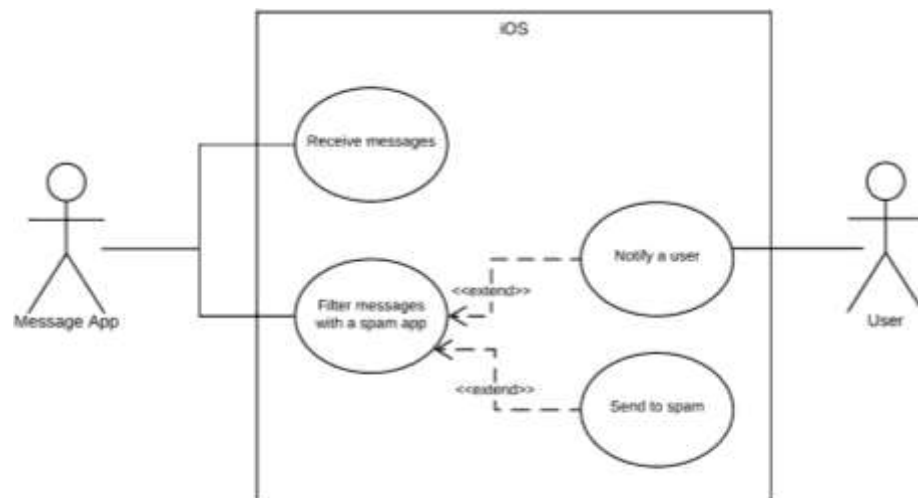 iOS
Receive messages
Message App
Filter messages
with a spam app
<<extend>>
Notify a user
User
<<extend>>
Send to spam